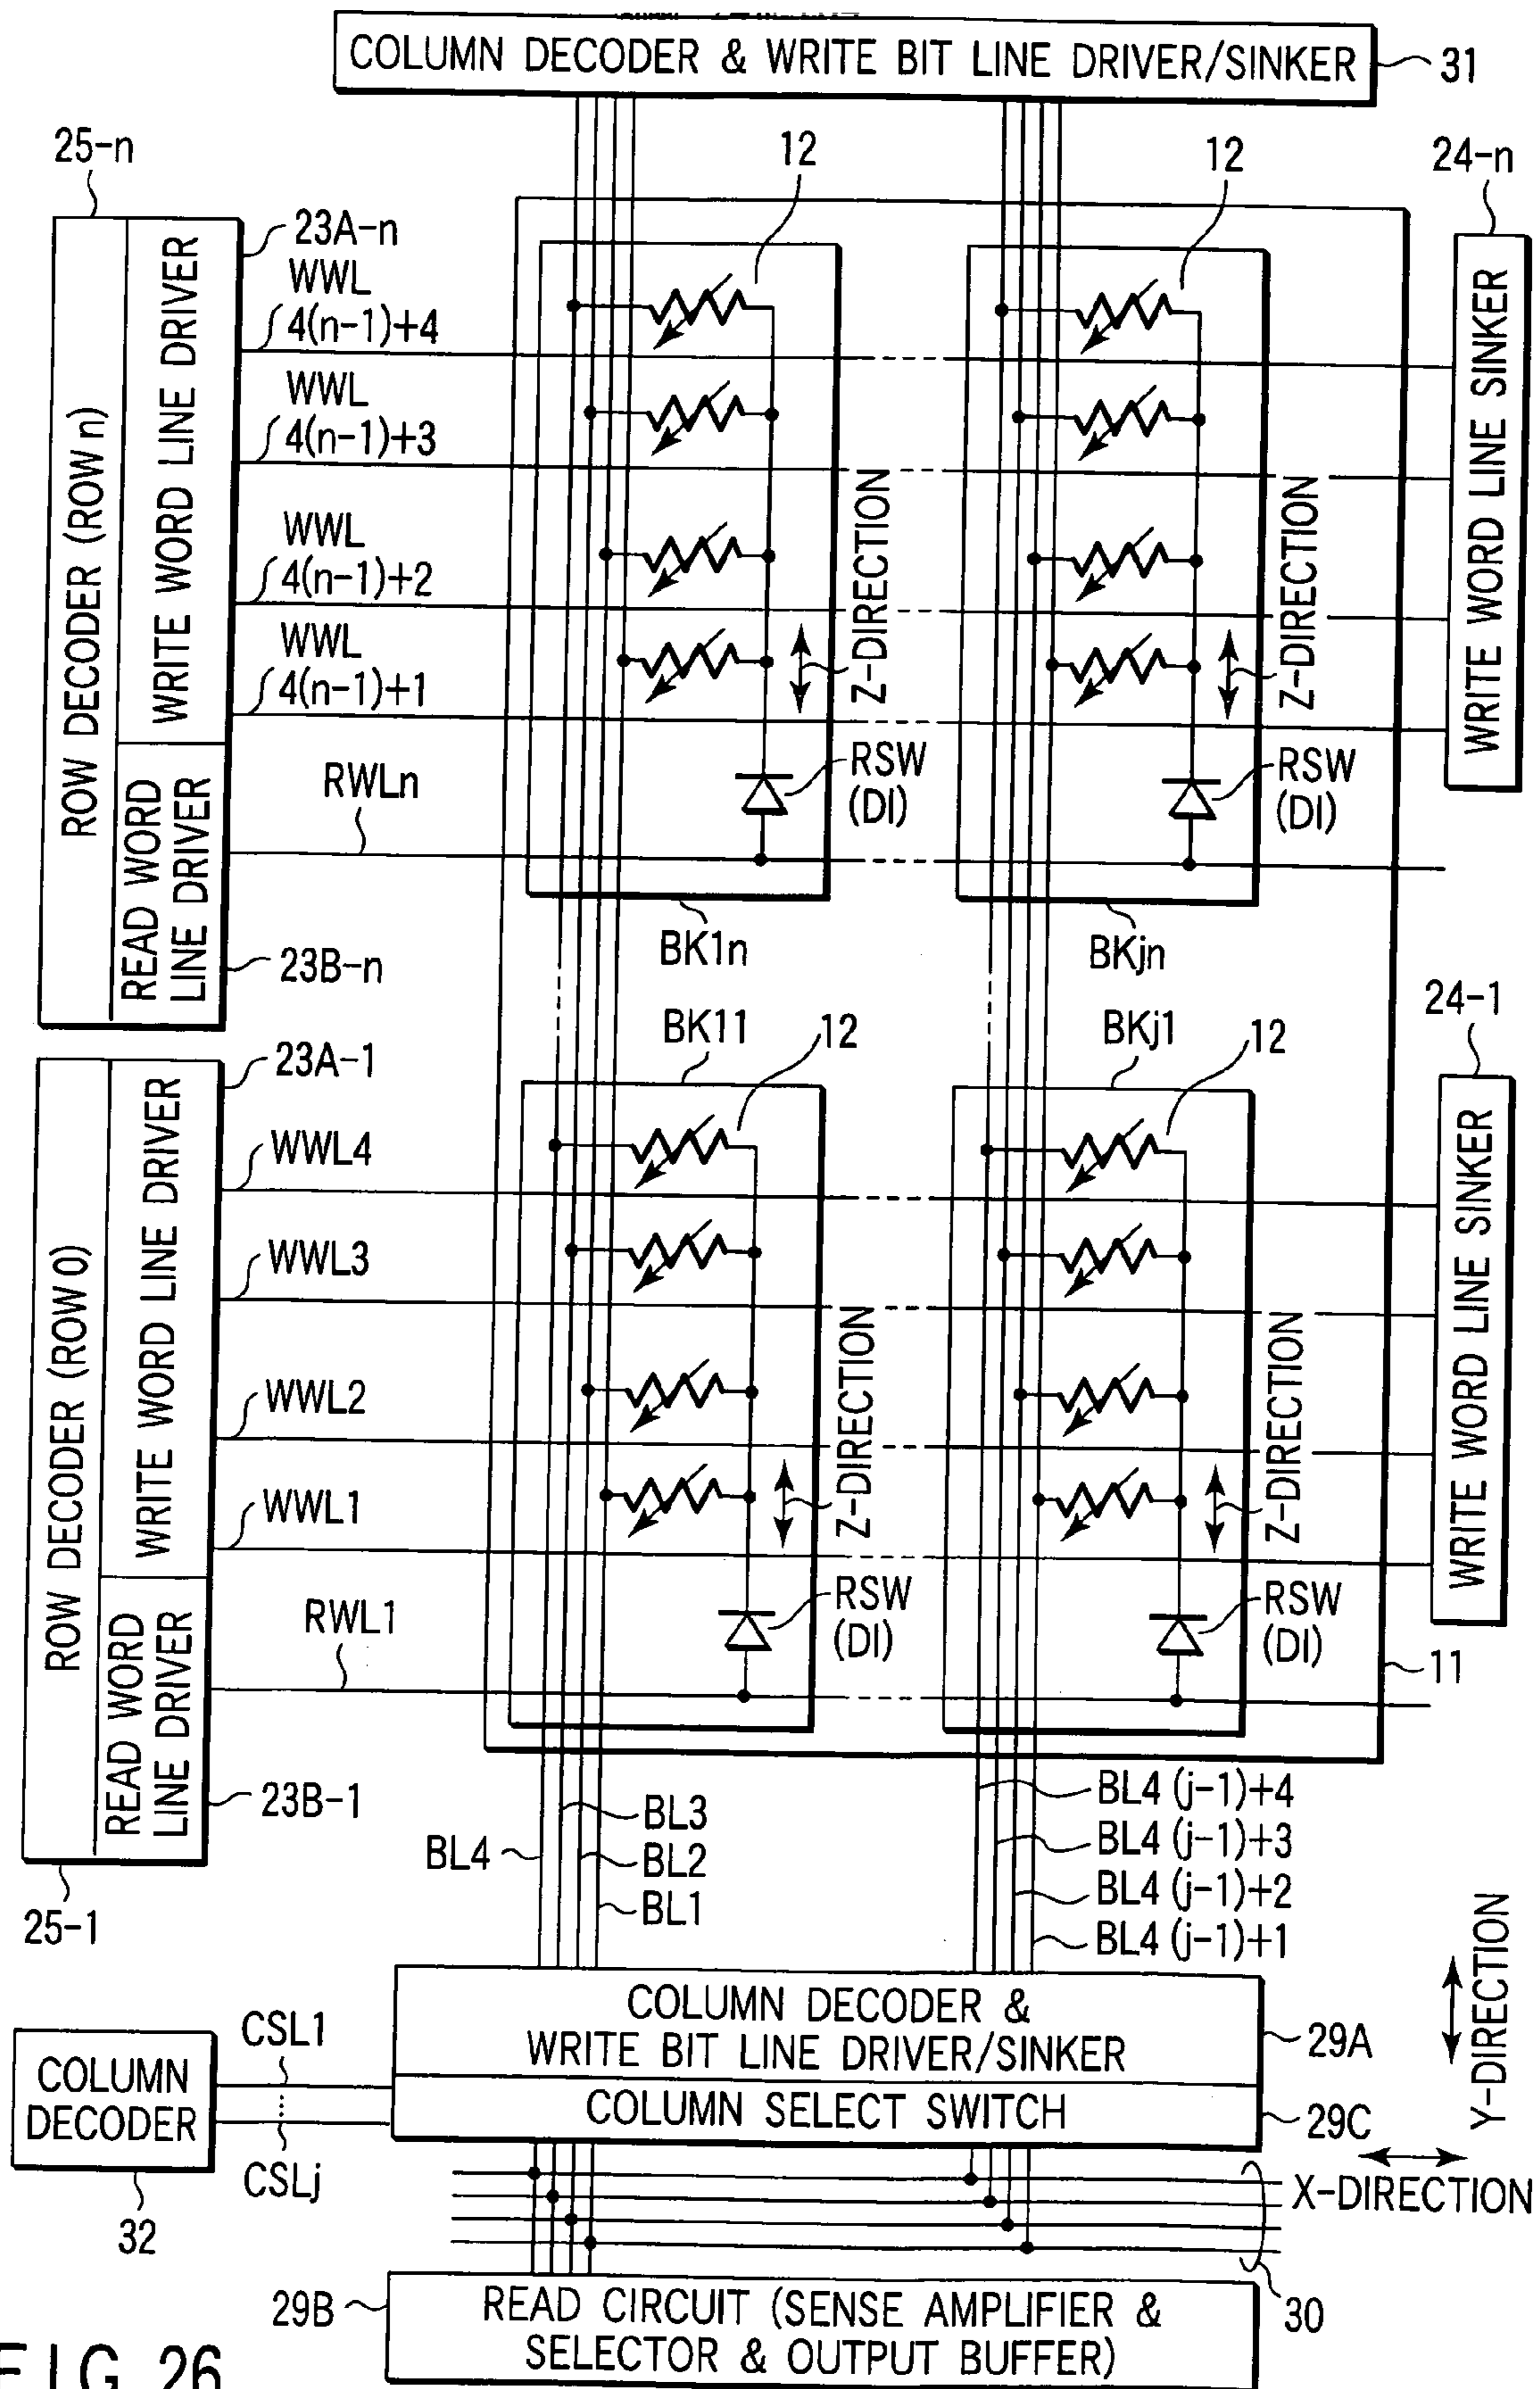 COLUMN DECODER & WRITE BIT LINE DRIVER/SINKER
31
25-n
12
12
24-n
ROW DECODER (ROW n)
WRITE WORD LINE DRIVER
READ WORD
LINE DRIVER
23A-n
WWL
4(n-1)+4
WWL
4(n-1)+3
WWL
4(n-1)+2
WWL
4(n-1)+1
RWLn
23B-n
Z-DIRECTION
RSW
(DI)
BK1n
Z-DIRECTION
RSW
(DI)
BKjn
WRITE WORD LINE SINKER
24-1
BK11
12
BKj1
12
ROW DECODER (ROW 0)
WRITE WORD LINE DRIVER
READ WORD
LINE DRIVER
23A-1
WWL4
WWL3
WWL2
WWL1
RWL1
23B-1
25-1
Z-DIRECTION
RSW
(DI)
Z-DIRECTION
RSW
(DI)
WRITE WORD LINE SINKER
11
BL4
BL3
BL2
BL1
BL4 (j-1)+4
BL4 (j-1)+3
BL4 (j-1)+2
BL4 (j-1)+1
Y-DIRECTION
X-DIRECTION
COLUMN DECODER &
WRITE BIT LINE DRIVER/SINKER
29A
COLUMN SELECT SWITCH
29C
COLUMN
DECODER
32
CSL1
CSLj
30
29B
READ CIRCUIT (SENSE AMPLIFIER &
SELECTOR & OUTPUT BUFFER)
FIG. 26